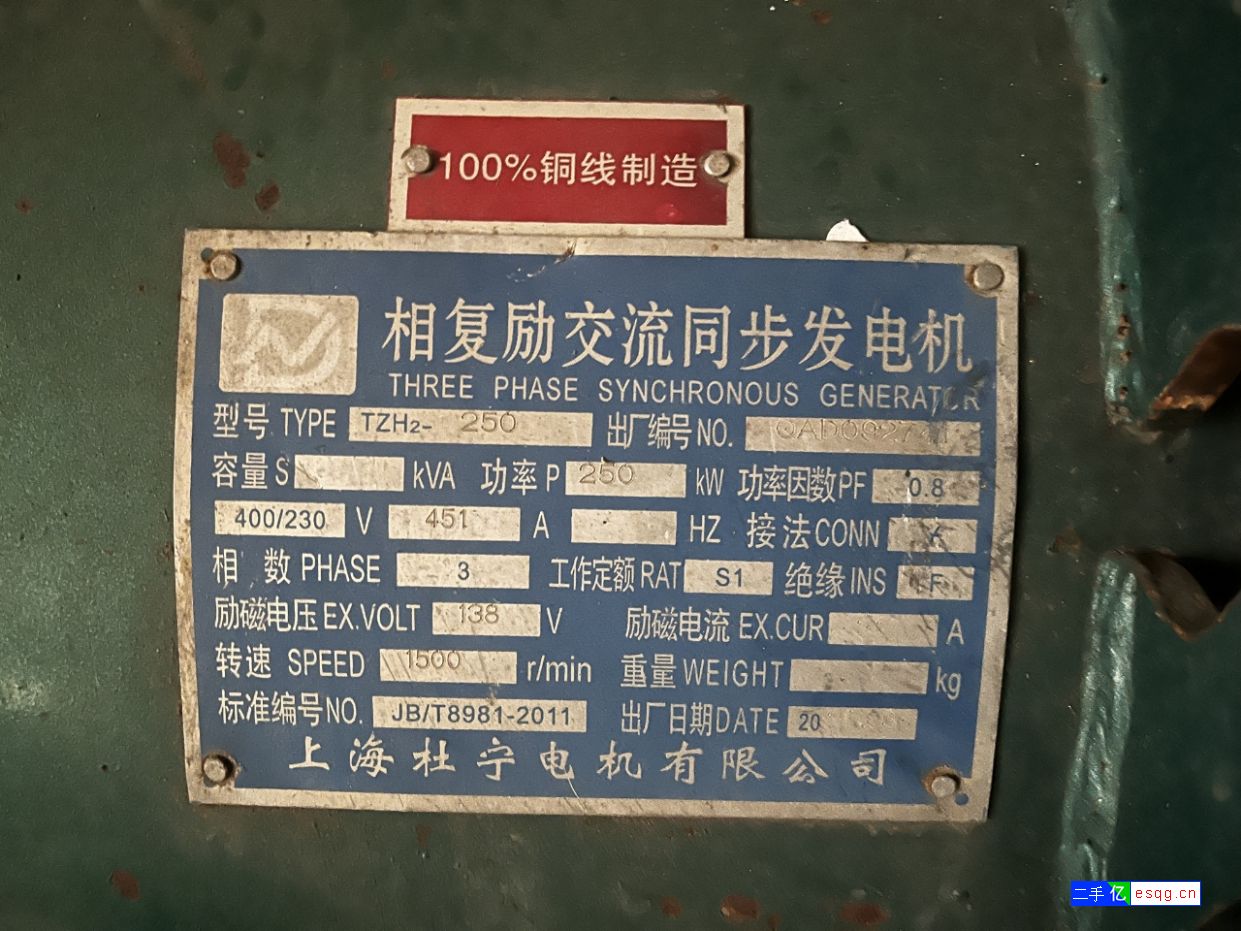 100%铜线制造
相复励交流同步发电机
THREE PHASE SYNCHRONOUS GENERATOR
型号 TYPE TZH2- 250 出厂编号 NO.
容量 S kVA 功率 P 250 kW 功率因数 PF 0.8
400/230 V 451 A HZ 接法 CONN
相 数 PHASE 3 工作定额 RAT S1 绝缘 INS F
励磁电压 EX.VOLT 138 V 励磁电流 EX.CUR A
转速 SPEED 1500 r/min 重量 WEIGHT kg
标准编号 NO. JB/T8981-2011 出厂日期 DATE 20
上海杜宁电机有限公司
二手亿 esqg.cn